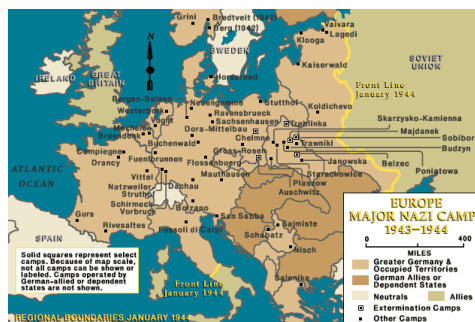 Grini
Bredtveit (1942)
Berg (1942)
SWEDEN
Vaivara
Lagedi
Klooga
SOVIET
UNION
IRELAND
GREAT
BRITAIN
Horserød
Kaiserwald
Front Line
January 1944
Bergen-Belsen
Neuengamme
Stutthof
Koldichevo
Westerbork
Ravensbrueck
Sachsenhausen
Treblinka
Skarzysko-Kamienna
Vught
Mechelen
Breendonk
Dora-Mittelbau
Chelmno
Majdanek
Sobibor
Buchenwald
Trawniki
Budzyn
Compiegne
Drancy
Gross-Rosen
Fuenfbrunnen
Flossenburg
Janowska
Belzec
Poniatowa
Starachowice
Vittel
Mauthausen
Plaszow
Auschwitz
Natzweiler
Struthof
Dachau
Schirmeck
Vorbruck
Bolzano
ATLANTIC
OCEAN
Gurs
Rivesaltes
Fossoli di Carpi
San Sabba
Sajmiste
Schabatz
Nisch
SPAIN
Salonika
Front Line
January 1944
Solid squares represent select
camps. Because of map scale,
not all camps can be shown or
labeled. Camps operated by
German-allied or dependent
states are not shown.
REGIONAL BOUNDARIES JANUARY 1944
EUROPE
MAJOR NAZI CAMPS
1943-1944
0 400
MILES
Greater Germany &
Occupied Territories
German Allies or
Dependent States
Neutrals
Allies
Extermination Camps
Other Camps